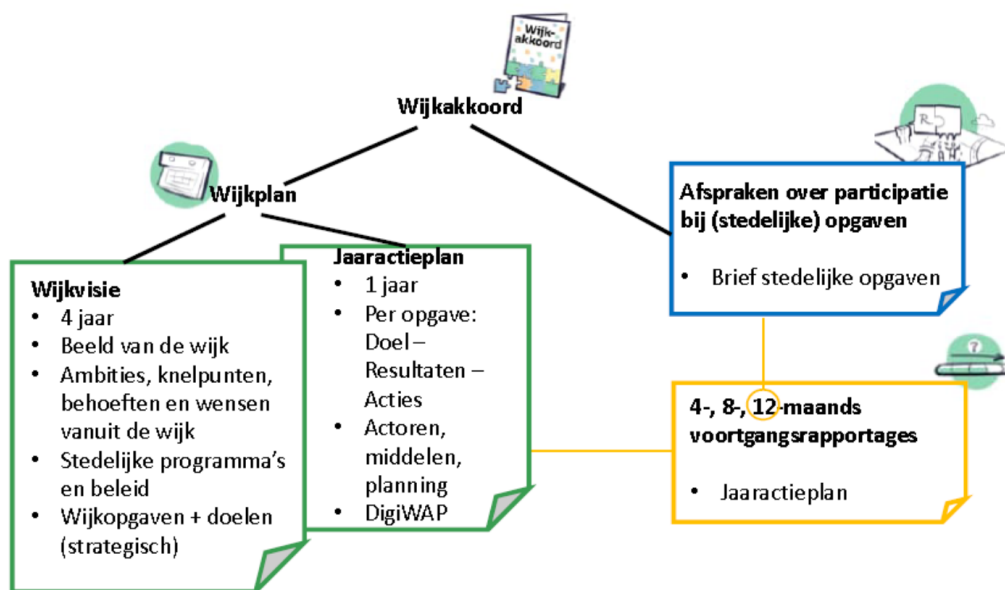 Wijk-
akkoord
Wijkakkoord
Wijkplan
Wijkvisie
• 4 jaar
• Beeld van de wijk
• Ambities, knelpunten,
behoeften en wensen
vanuit de wijk
• Stedelijke programma's
en beleid
• Wijkopgaven + doelen
(strategisch)
Jaaractieplan
• 1 jaar
• Per opgave:
Doel –
Resultaten –
Acties
• Actoren,
middelen,
planning
• DigiWAP
R
Afspraken over participatie
bij (stedelijke) opgaven
• Brief stedelijke opgaven
?
4-, 8-, 12-maands
voortgangsrapportages
• Jaaractieplan